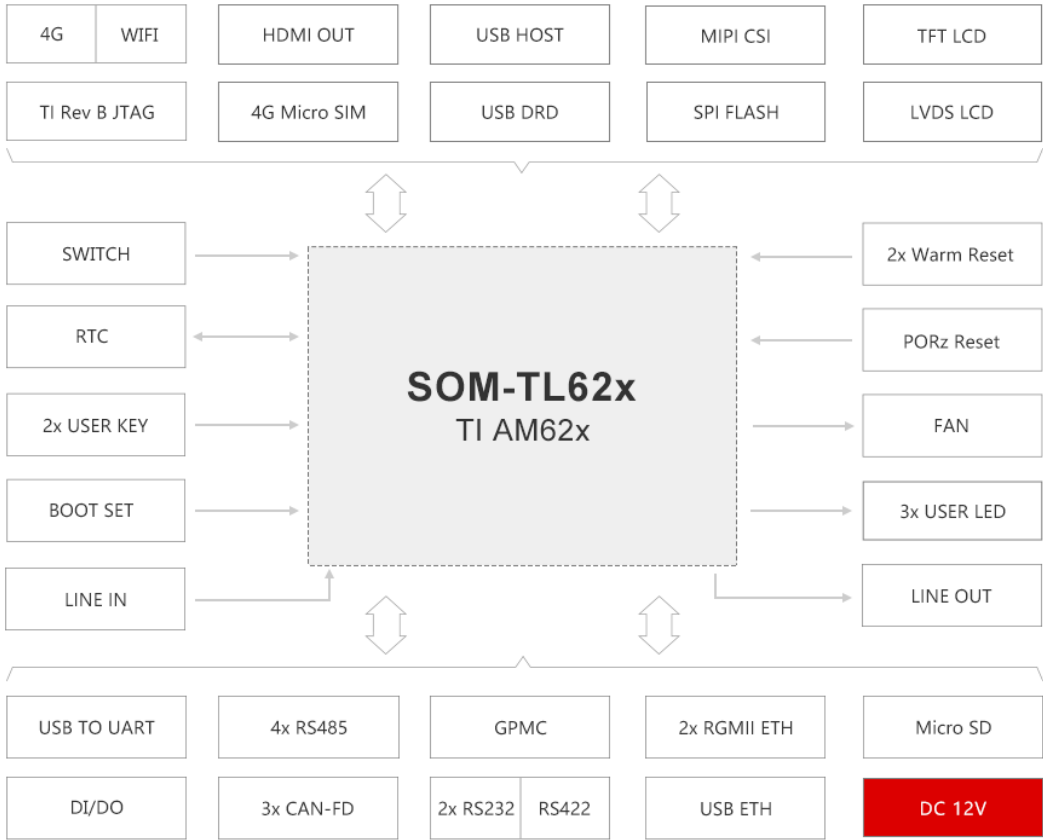 4G
WIFI
HDMI OUT
USB HOST
MIPI CSI
TFT LCD
TI Rev B JTAG
4G Micro SIM
USB DRD
SPI FLASH
LVDS LCD
SWITCH
2x Warm Reset
RTC
PORz Reset
SOM-TL62x
TI AM62x
2x USER KEY
FAN
BOOT SET
3x USER LED
LINE IN
LINE OUT
USB TO UART
4x RS485
GPMC
2x RGMII ETH
Micro SD
DI/DO
3x CAN-FD
2x RS232
RS422
USB ETH
DC 12V